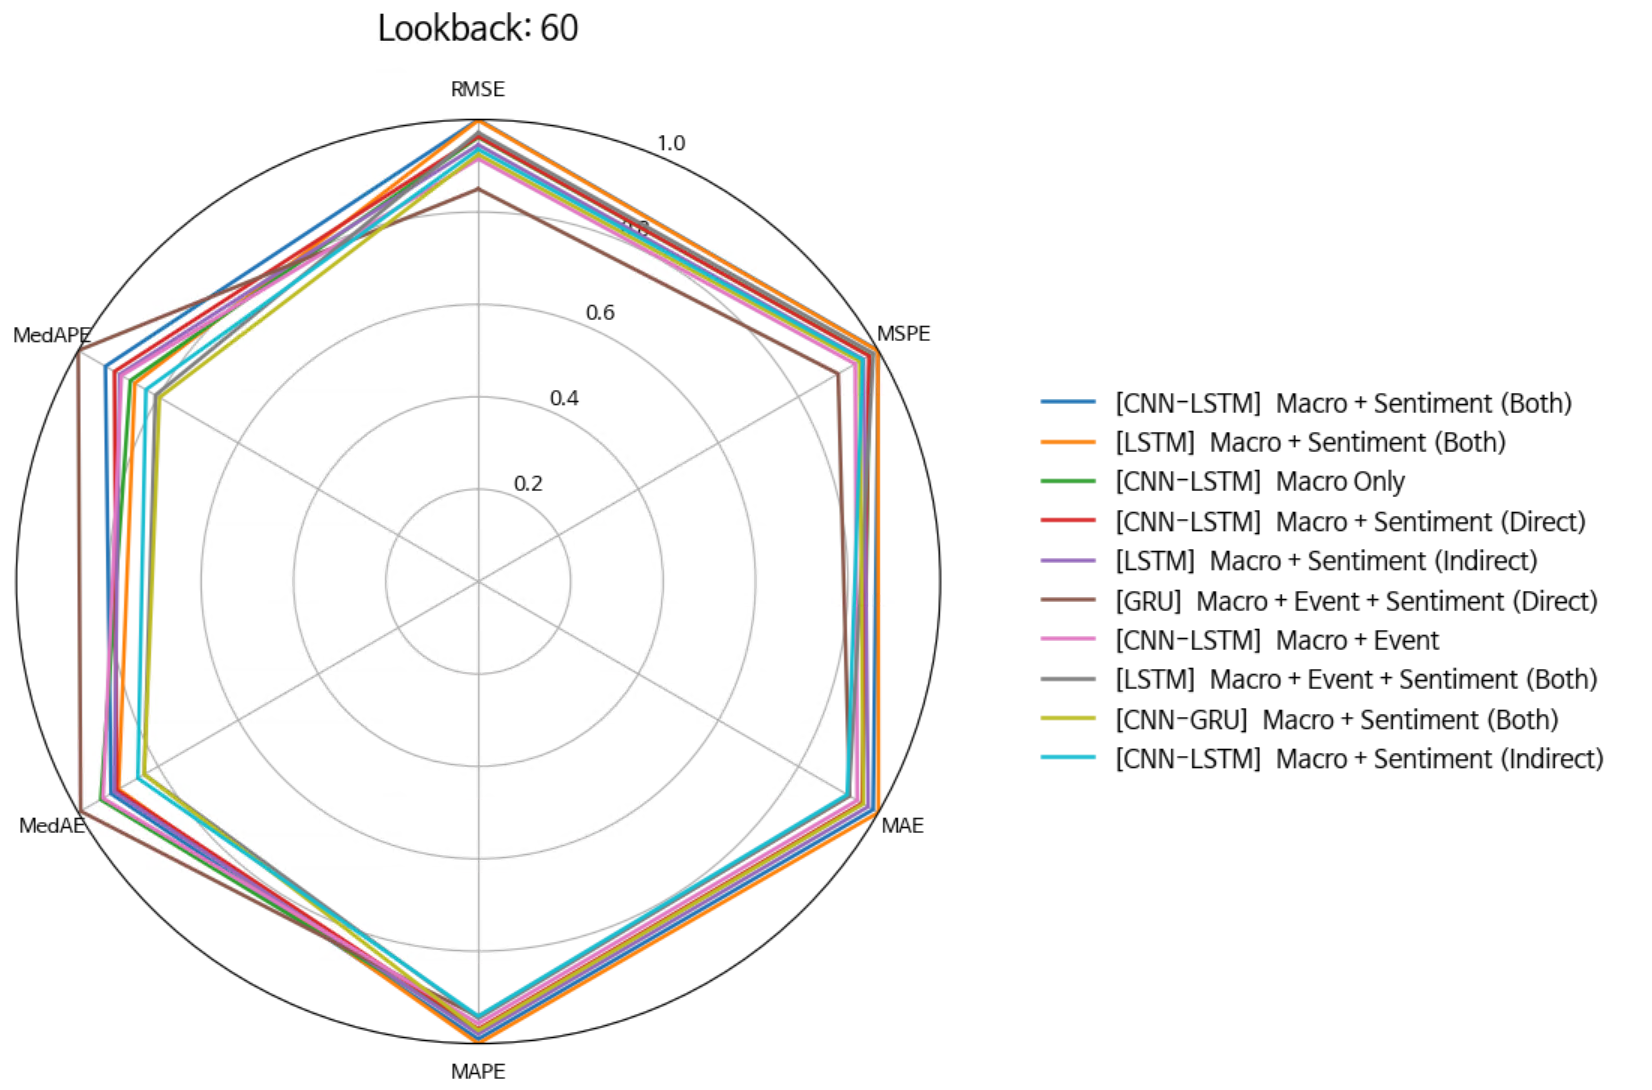 Lookback: 60
RMSE
1.0
0.8
MedAPE
MSPE
0.6
0.4
0.2
MedAE
MAE
MAPE
[CNN-LSTM] Macro + Sentiment (Both)
[LSTM] Macro + Sentiment (Both)
[CNN-LSTM] Macro Only
[CNN-LSTM] Macro + Sentiment (Direct)
[LSTM] Macro + Sentiment (Indirect)
[GRU] Macro + Event + Sentiment (Direct)
[CNN-LSTM] Macro + Event
[LSTM] Macro + Event + Sentiment (Both)
[CNN-GRU] Macro + Sentiment (Both)
[CNN-LSTM] Macro + Sentiment (Indirect)